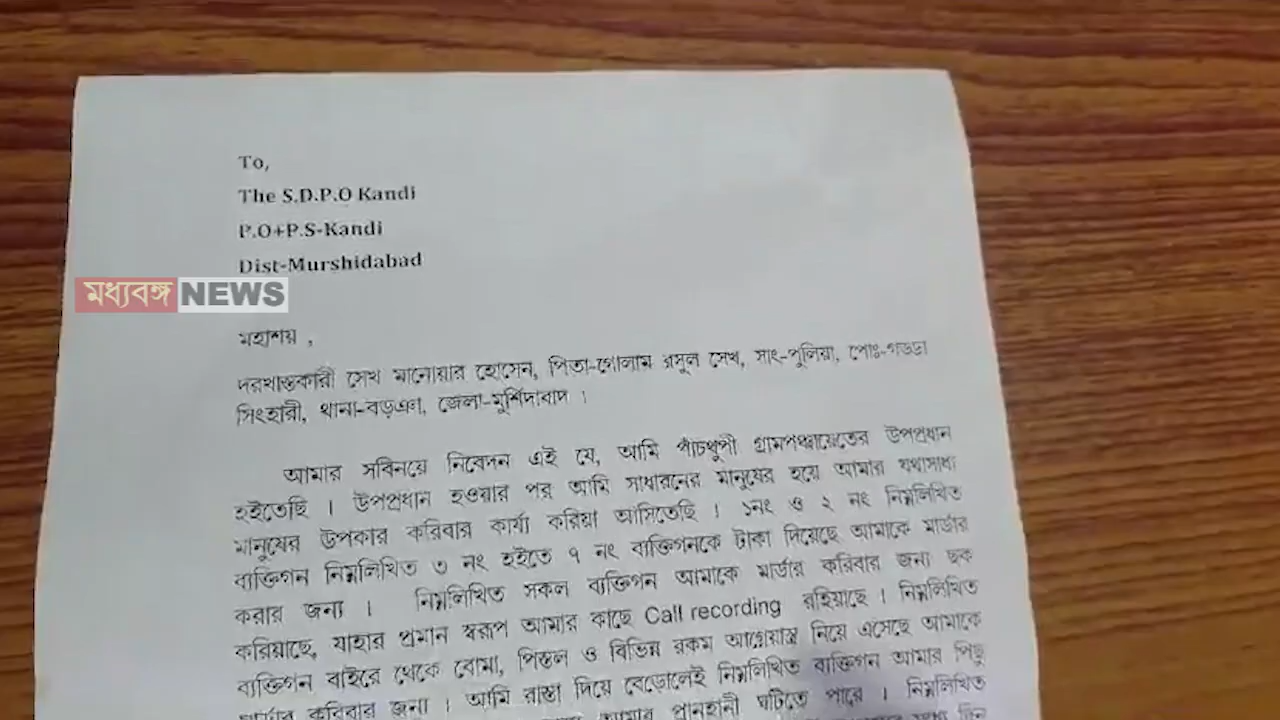 To,
The S.D.P.O Kandi
P.O+P.S-Kandi
Dist-Murshidabad
মধ্যবঙ্গ NEWS
মহাশয় ,
দরখাস্তকারী সেখ মানোয়ার হোসেন, পিতা-গোলাম রসুল সেখ, সাং-পুলিয়া, পোঃ-গড্ডা
সিংহারী, থানা-বড়ঞা, জেলা-মুর্শিদাবাদ ।
আমার সবিনয়ে নিবেদন এই যে, আমি পাঁচথুপী গ্রামপঞ্চায়েতের উপপ্রধান
হইতেছি । উপপ্রধান হওয়ার পর আমি সাধারনের মানুষের হয়ে আমার যথাসাধ্য
মানুষের উপকার করিবার কার্য্য করিয়া আসিতেছি । ১নং ও ২ নং নিম্নলিখিত
ব্যক্তিগন নিম্নলিখিত ৩ নং হইতে ৭ নং ব্যক্তিগনকে টাকা দিয়েছে আমাকে মার্ডার
করার জন্য । নিম্নলিখিত সকল ব্যক্তিগন আমাকে মার্ডার করিবার জন্য ছক
করিয়াছে, যাহার প্রমান স্বরূপ আমার কাছে Call recording রহিয়াছে । নিম্নলিখিত
ব্যক্তিগন বাইরে থেকে বোমা, পিস্তল ও বিভিন্ন রকম আগ্নেয়াস্ত্র নিয়ে এসেছে আমাকে
মার্ডার করিবার জন্য । আমি রাস্তা দিয়ে বেড়োলেই নিম্নলিখিত ব্যক্তিগন আমার পিছু
আমার প্রানহানী ঘটিতে পারে । নিম্নলিখিত